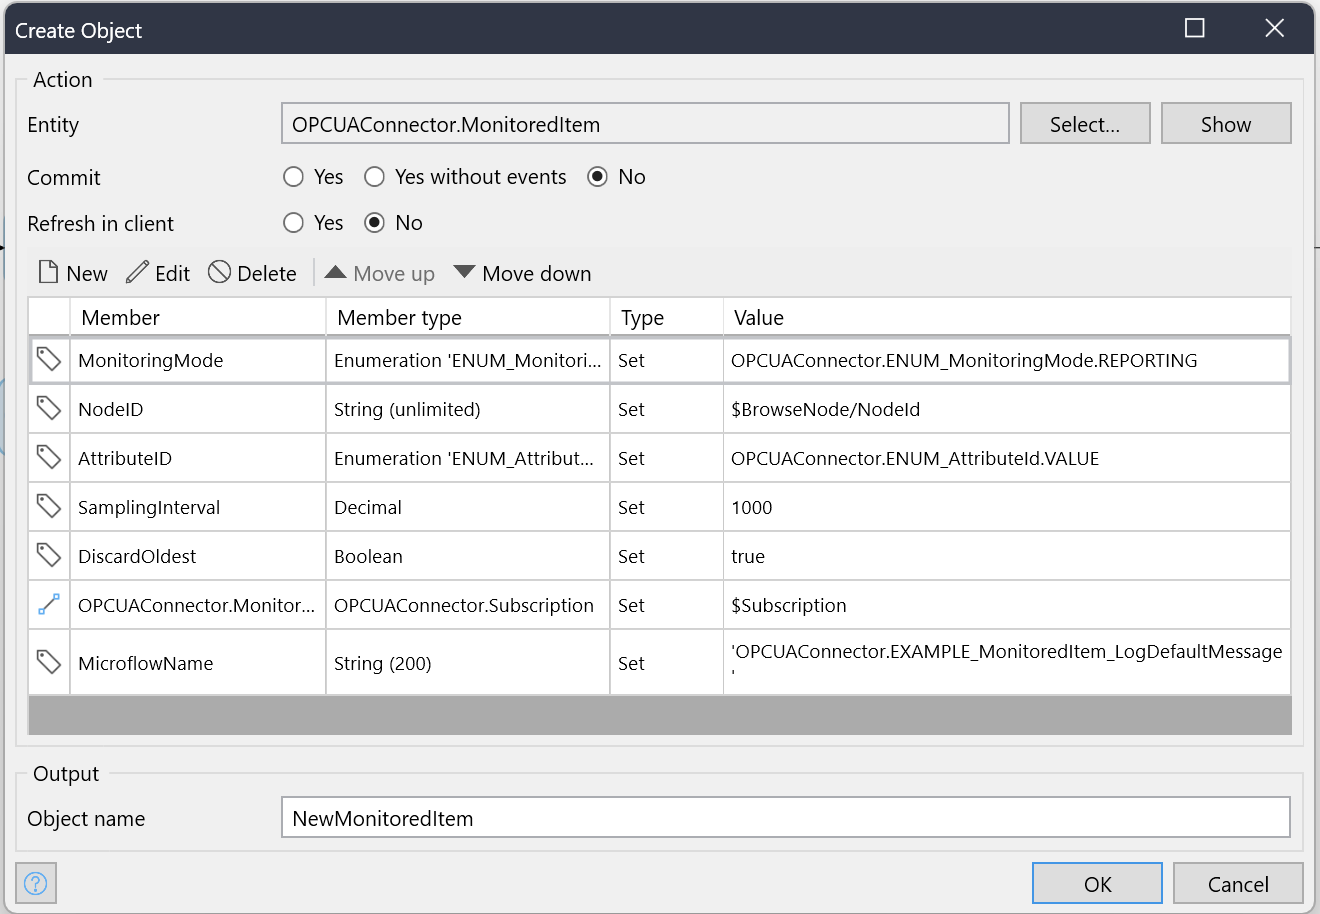 Create Object
Action
Entity OPCUAConnector.MonitoredItem Select... Show
Commit Yes Yes without events No
Refresh in client Yes No
New Edit Delete Move up Move down
Member Member type Type Value
MonitoringMode Enumeration 'ENUM_Monitori... Set OPCUAConnector.ENUM_MonitoringMode.REPORTING
NodeID String (unlimited) Set $BrowseNode/NodeId
AttributeID Enumeration 'ENUM_Attribut... Set OPCUAConnector.ENUM_AttributeId.VALUE
SamplingInterval Decimal Set 1000
DiscardOldest Boolean Set true
OPCUAConnector.Monitor... OPCUAConnector.Subscription Set $Subscription
MicroflowName String (200) Set 'OPCUAConnector.EXAMPLE_MonitoredItem_LogDefaultMessage
'
Output
Object name NewMonitoredItem
? OK Cancel